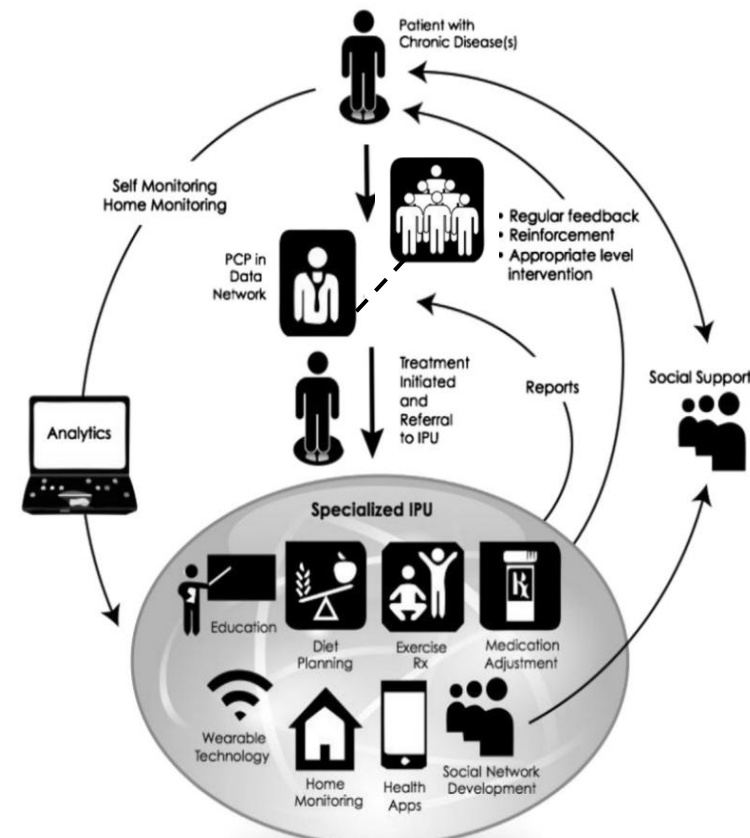 Patient with
Chronic Disease(s)
Self Monitoring
Home Monitoring
• Regular feedback
• Reinforcement
• Appropriate level
intervention
PCP in
Data
Network
Treatment
Initiated
and
Referral
to IPU
Reports
Social Support
Analytics
Specialized IPU
Education
Diet
Planning
Exercise
Rx
Rx
Medication
Adjustment
Wearable
Technology
Home
Monitoring
Health
Apps
Social Network
Development